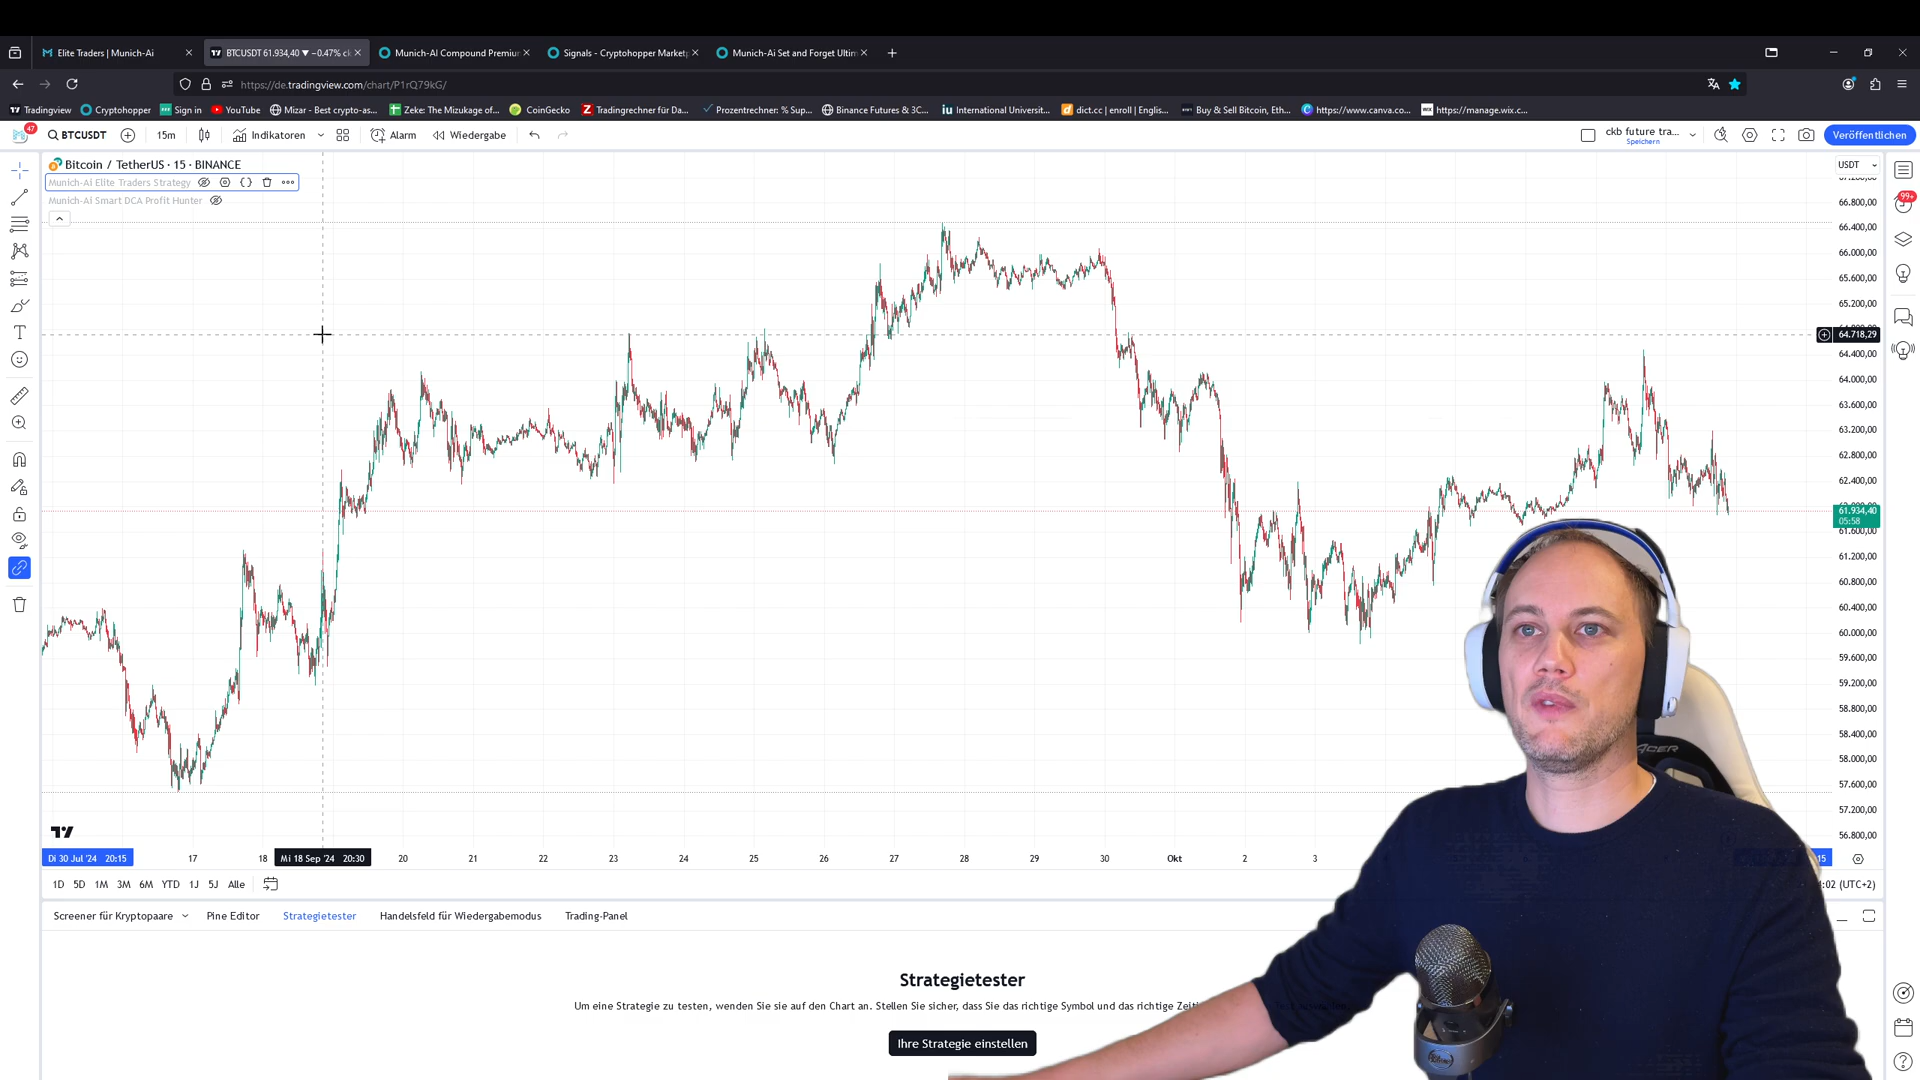 Elite Traders | Munich-Ai
BTCUSDT 61.934,40 ▼ −0.47% ck
Munich-AI Compound Premiu
Signals - Cryptohopper Market
Munich-Ai Set and Forget Ultim
https://de.tradingview.com/chart/P1rQ79kG/
Tradingview
Cryptohopper
Sign in
YouTube
Mizar - Best crypto-as...
Zeke: The Mizukage of...
CoinGecko
Tradingrechner für Da...
Prozentrechner: % Sup...
Binance Futures & 3C...
International Universit...
dict.cc | enroll | Englis...
Buy & Sell Bitcoin, Eth...
https://www.canva.co...
https://manage.wix.c...
47
BTCUSDT
15m
Indikatoren
Alarm
Wiedergabe
ckb future tra...
Speichern
Veröffentlichen
Bitcoin / TetherUS · 15 · BINANCE
Munich-AI Elite Traders Strategy
Munich-Ai Smart DCA Profit Hunter
USDT
99+
66.800,00
66.400,00
66.000,00
65.600,00
65.200,00
64.718,29
64.400,00
64.000,00
63.600,00
63.200,00
62.800,00
62.400,00
61.934,40
05:58
61.600,00
61.200,00
60.800,00
60.400,00
60.000,00
59.600,00
59.200,00
58.800,00
58.400,00
58.000,00
57.600,00
57.200,00
56.800,00
Di 30 Jul '24 20:15
17
18
Mi 18 Sep '24 20:30
20
21
22
23
24
25
26
27
28
29
30
Okt
2
3
15
1D
5D
1M
3M
6M
YTD
1J
5J
Alle
:02 (UTC+2)
Screener für Kryptopaare
Pine Editor
Strategietester
Handelsfeld für Wiedergabemodus
Trading-Panel
Strategietester
Um eine Strategie zu testen, wenden Sie sie auf den Chart an. Stellen Sie sicher, dass Sie das richtige Symbol und das richtige
Ihre Strategie einstellen
ACER